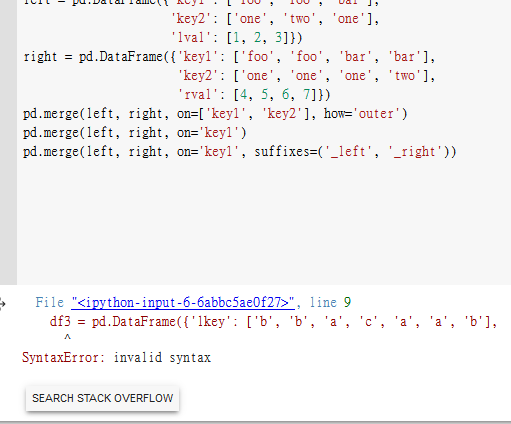 left = pd.DataFrame({'key1': ['foo', 'foo', 'bar'],
'key2': ['one', 'two', 'one'],
'lval': [1, 2, 3]})
right = pd.DataFrame({'key1': ['foo', 'foo', 'bar', 'bar'],
'key2': ['one', 'one', 'one', 'two'],
'rval': [4, 5, 6, 7]})
pd.merge(left, right, on=['key1', 'key2'], how='outer')
pd.merge(left, right, on='key1')
pd.merge(left, right, on='key1', suffixes=('_left', '_right'))
File "<ipython-input-6-6abbc5ae0f27>", line 9
df3 = pd.DataFrame({'lkey': ['b', 'b', 'a', 'c', 'a', 'a', 'b'],
^
SyntaxError: invalid syntax
SEARCH STACK OVERFLOW